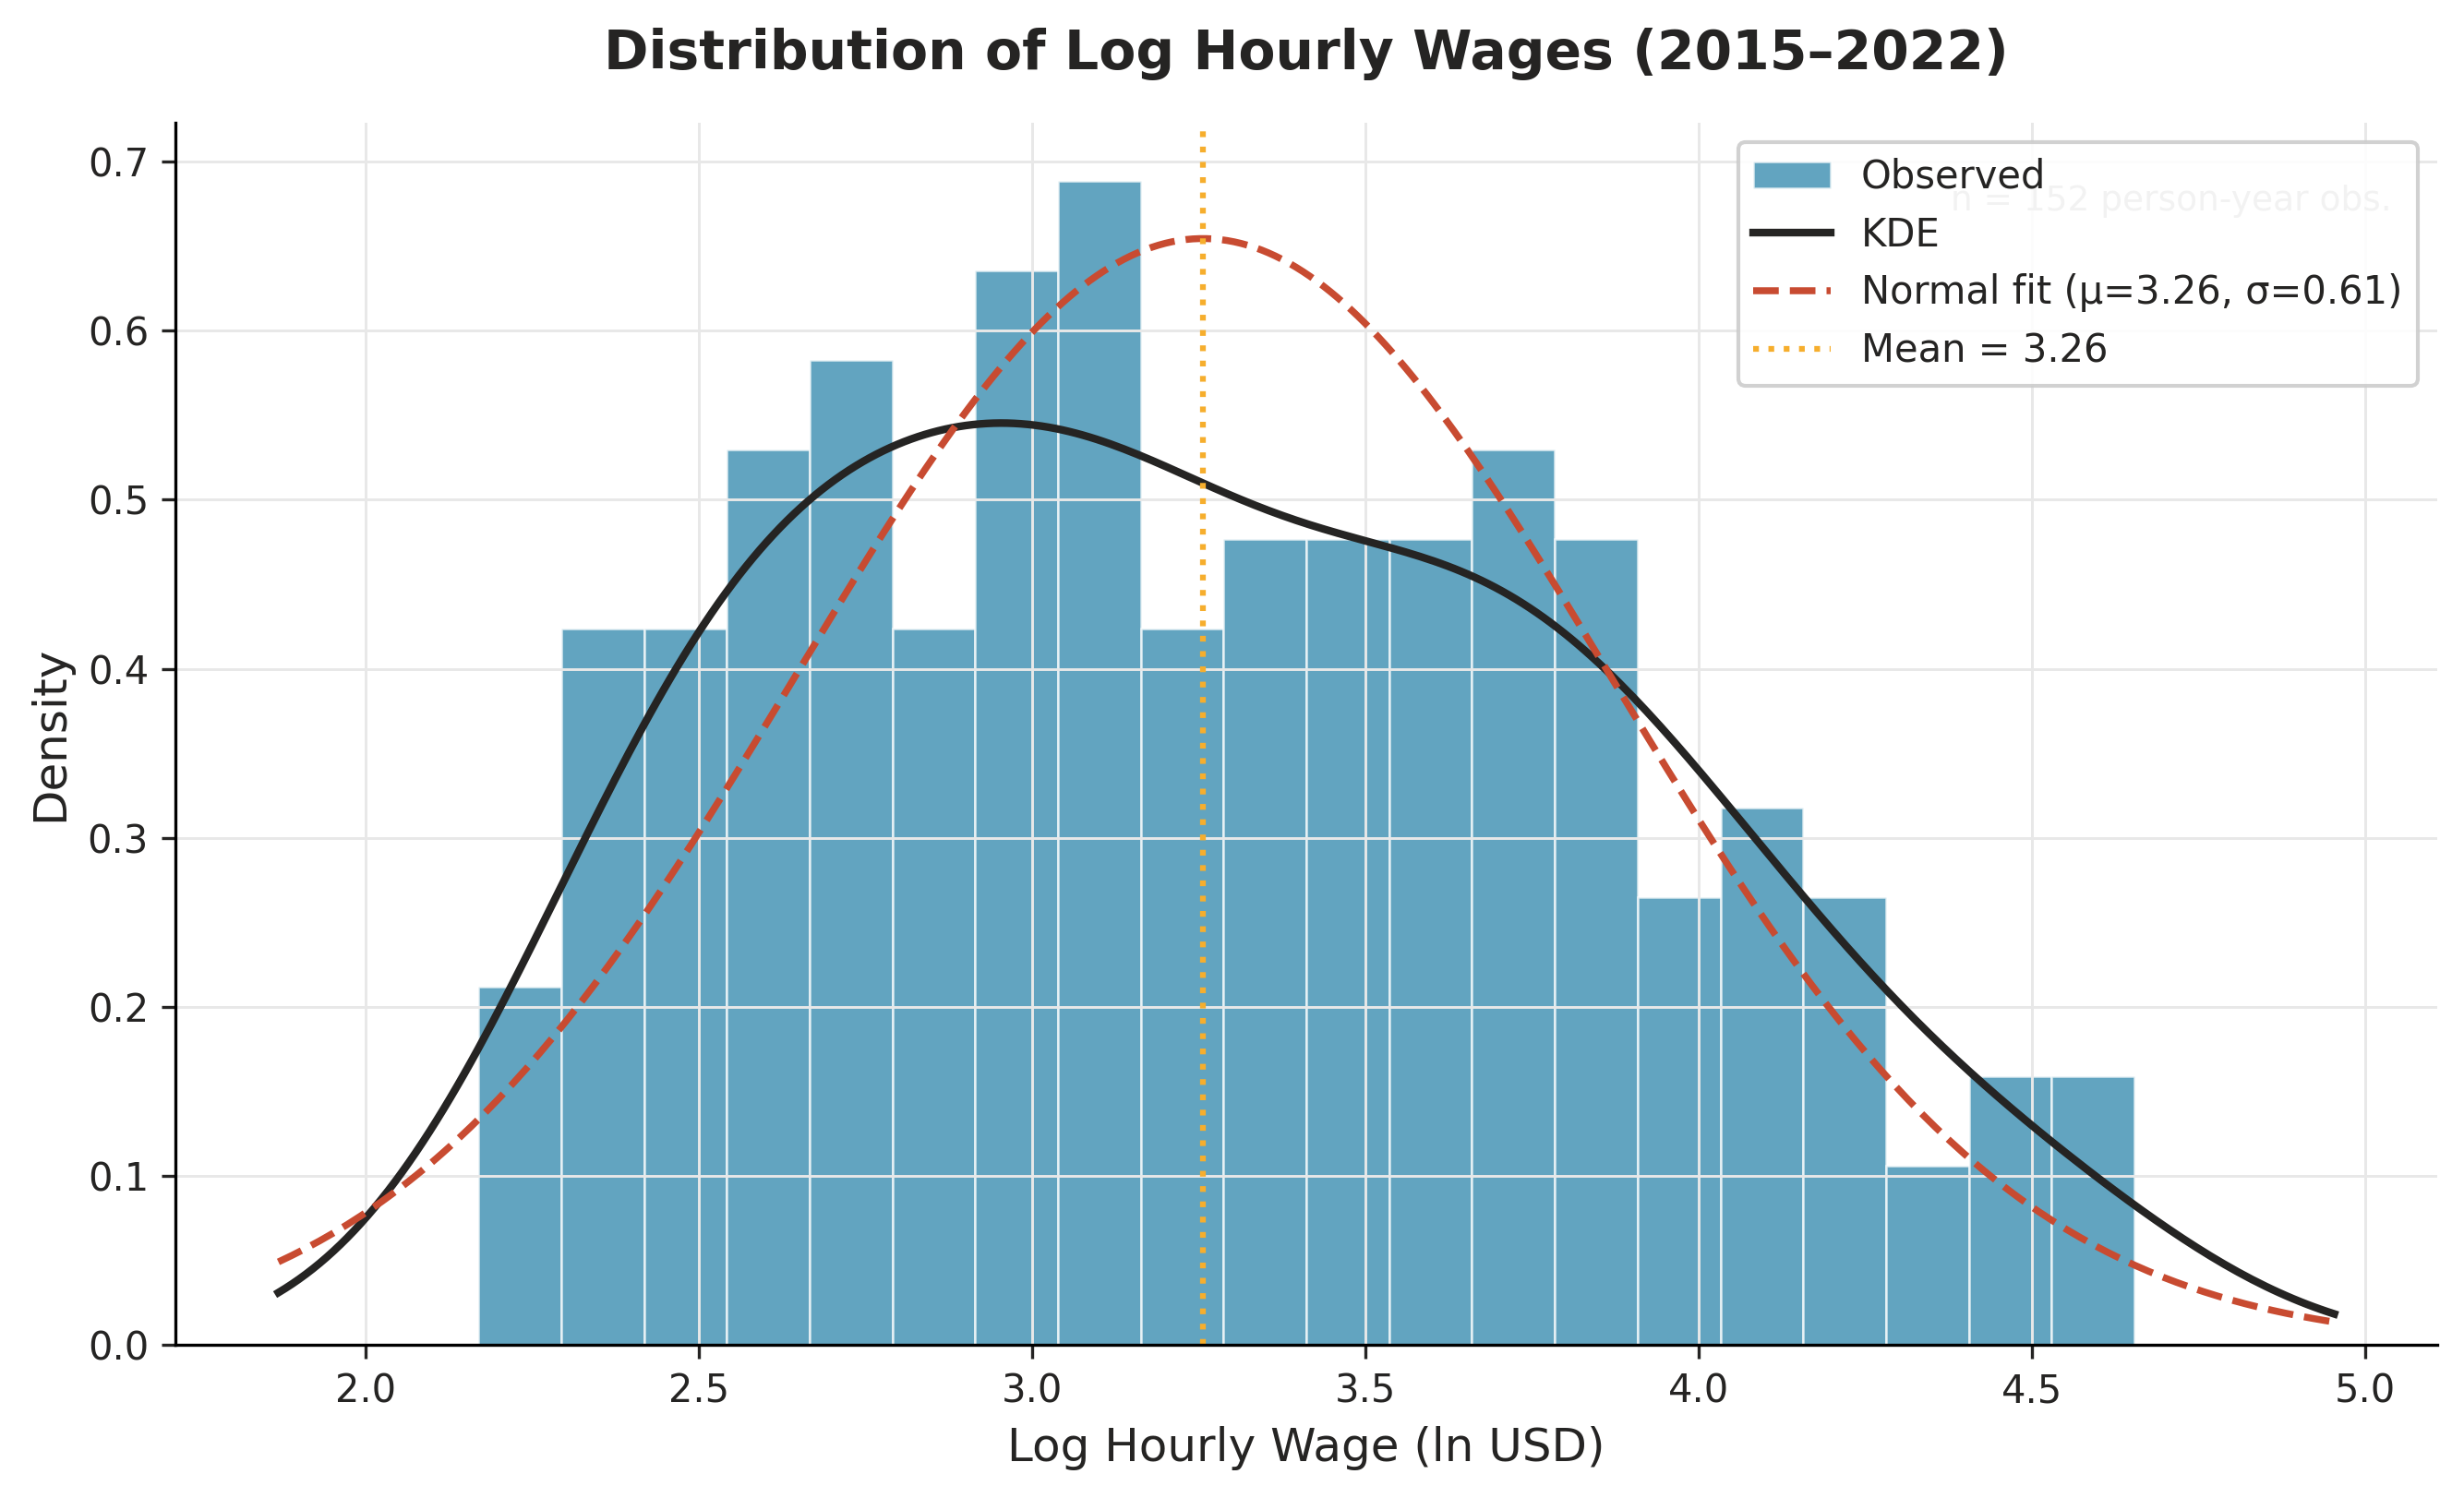 Distribution of Log Hourly Wages (2015–2022)
Observed
n = 152 person-year obs.
KDE
Normal fit (μ=3.26, σ=0.61)
Mean = 3.26
Density
0.7
0.6
0.5
0.4
0.3
0.2
0.1
0.0
2.0 2.5 3.0 3.5 4.0 4.5 5.0
Log Hourly Wage (ln USD)